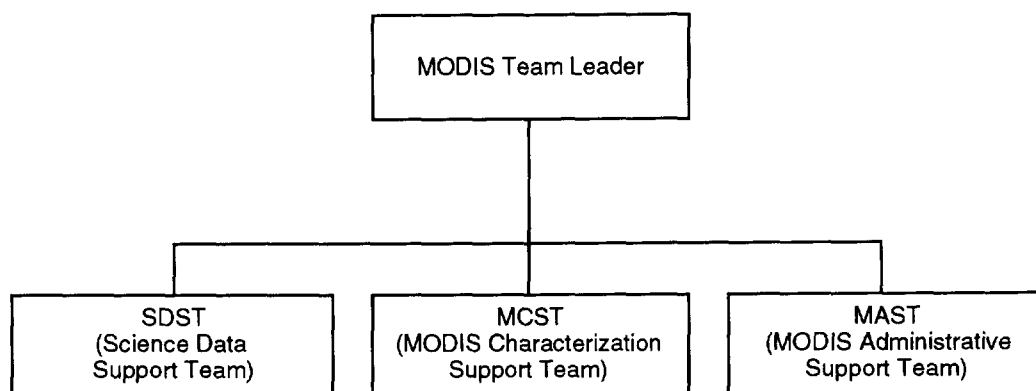 MODIS Team Leader
SDST
(Science Data
Support Team)
MCST
(MODIS Characterization
Support Team)
MAST
(MODIS Administrative
Support Team)